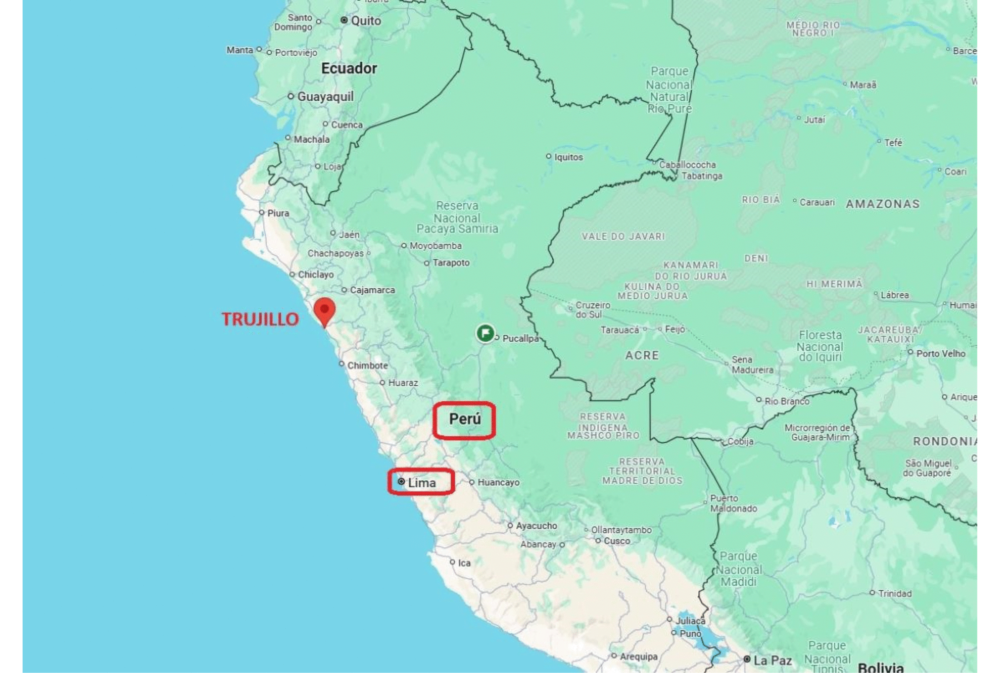 Santo
Domingo
Quito
MÉDIO RIO
NEGRO I
Manta
Portoviejo
Barce
Ecuador
Parque
Nacional
Natural
Río Puré
Maraã
Guayaquil
Jutaí
Cuenca
Machala
Tefé
Iquitos
Loja
Caballococha
Tabatinga
Coari
RIO BIÁ
Carauari
AMAZONAS
Reserva
Nacional
Pacaya Samiria
Piura
Jaén
VALE DO JAVARI
Moyobamba
Chachapoyas
Tarapoto
DENI
KANAMARI
DO RIO JURUÁ
Chiclayo
HI MERIMÃ
KULINA DO
MEDIO JURUA
Cajamarca
Lábrea
Cruzeiro
do Sul
Humai
TRUJILLO
Tarauacá
Feijó
JACAREÚBA/
KATAUIXI
Pucallpa
Floresta
Nacional
do Iquiri
ACRE
Porto Velho
Sena
Madureira
Chimbote
Huaraz
Arique
Rio Branco
Perú
RESERVA
INDÍGENA
MASHCO PIRO
J
Microrregión de
Guajará-Mirim
Cobija
RONDONIA
C
RESERVA
TERRITORIAL
MADRE DE DIOS
São Miguel
do Guaporé
Lima
Huancayo
Puerto
Maldonado
Ayacucho
Ollantaytambo
Cusco
Abancay
Ica
Parque
Nacional
Madidi
Trinidad
Juliaca
Puno
Arequipa
La Paz
Parque
Nacional
Tipnis
Bolivia